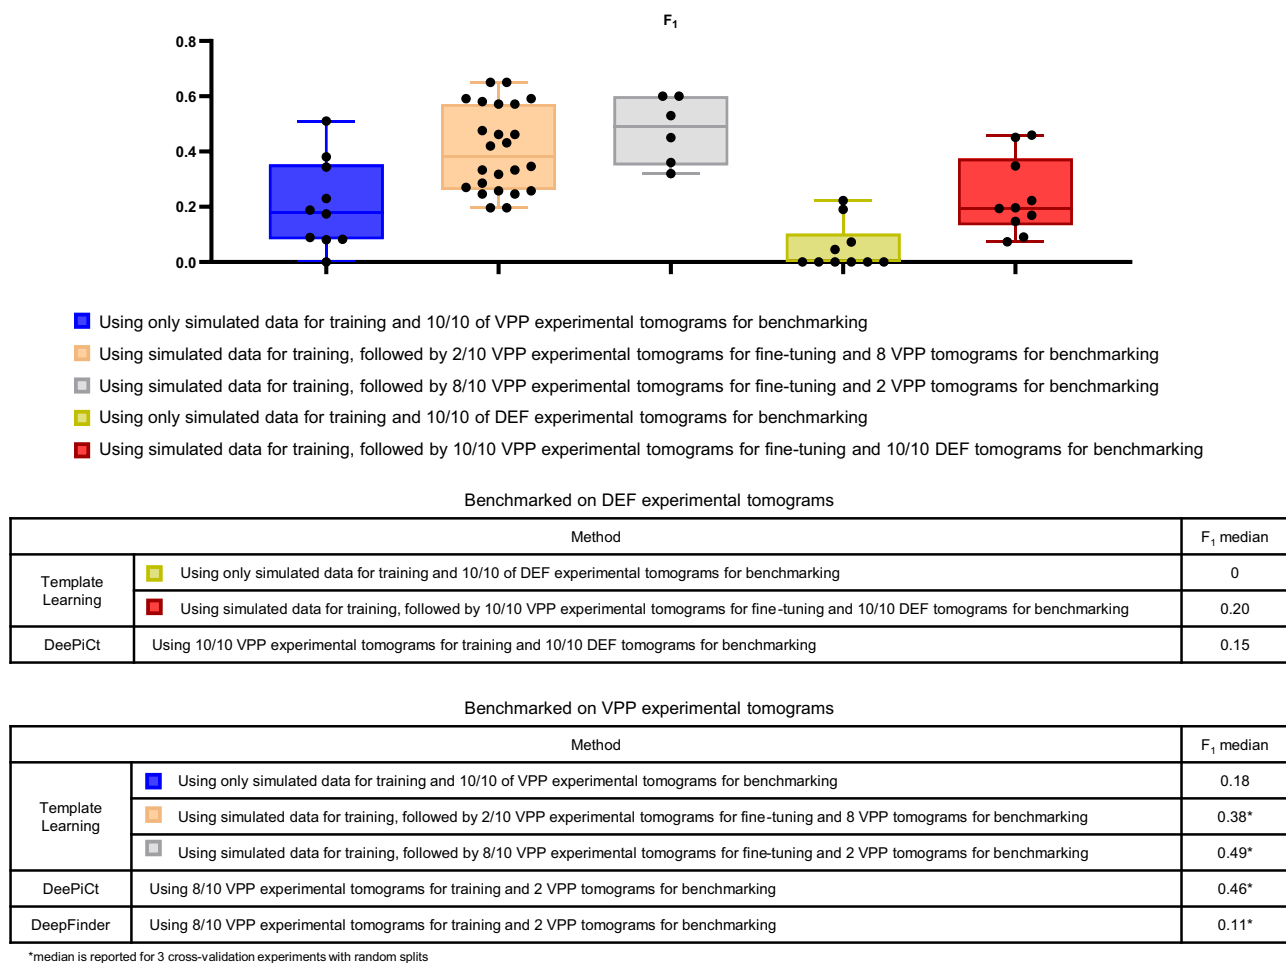 F1
0.8
0.6
0.4
0.2
0.0
Using only simulated data for training and 10/10 of VPP experimental tomograms for benchmarking
Using simulated data for training, followed by 2/10 VPP experimental tomograms for fine-tuning and 8 VPP tomograms for benchmarking
Using simulated data for training, followed by 8/10 VPP experimental tomograms for fine-tuning and 2 VPP tomograms for benchmarking
Using only simulated data for training and 10/10 of DEF experimental tomograms for benchmarking
Using simulated data for training, followed by 10/10 VPP experimental tomograms for fine-tuning and 10/10 DEF tomograms for benchmarking
Benchmarked on DEF experimental tomograms
Method F1 median
Template Learning
Using only simulated data for training and 10/10 of DEF experimental tomograms for benchmarking 0
Using simulated data for training, followed by 10/10 VPP experimental tomograms for fine-tuning and 10/10 DEF tomograms for benchmarking 0.20
DeePiCt Using 10/10 VPP experimental tomograms for training and 10/10 DEF tomograms for benchmarking 0.15
Benchmarked on VPP experimental tomograms
Method F1 median
Template Learning
Using only simulated data for training and 10/10 of VPP experimental tomograms for benchmarking 0.18
Using simulated data for training, followed by 2/10 VPP experimental tomograms for fine-tuning and 8 VPP tomograms for benchmarking 0.38*
Using simulated data for training, followed by 8/10 VPP experimental tomograms for fine-tuning and 2 VPP tomograms for benchmarking 0.49*
DeePiCt Using 8/10 VPP experimental tomograms for training and 2 VPP tomograms for benchmarking 0.46*
DeepFinder Using 8/10 VPP experimental tomograms for training and 2 VPP tomograms for benchmarking 0.11*
*median is reported for 3 cross-validation experiments with random splits